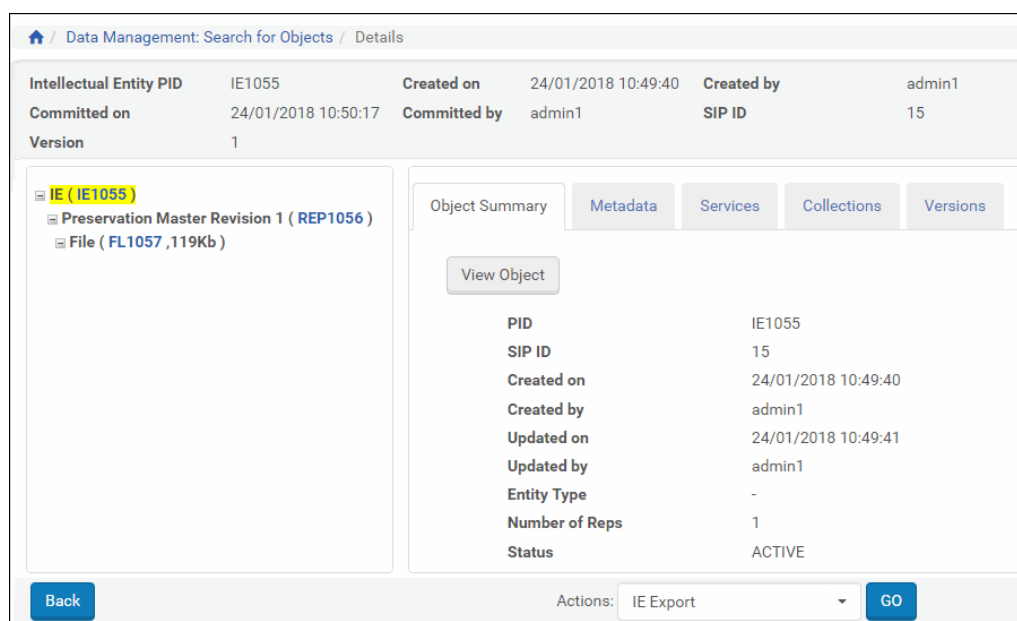 / Data Management: Search for Objects / Details
Intellectual Entity PID IE1055 Created on 24/01/2018 10:49:40 Created by admin1
Committed on 24/01/2018 10:50:17 Committed by admin1 SIP ID 15
Version 1
IE ( IE1055 )
Preservation Master Revision 1 ( REP1056 )
File ( FL1057 ,119Kb )
Object Summary Metadata Services Collections Versions
View Object
PID IE1055
SIP ID 15
Created on 24/01/2018 10:49:40
Created by admin1
Updated on 24/01/2018 10:49:41
Updated by admin1
Entity Type -
Number of Reps 1
Status ACTIVE
Back Actions: IE Export GO